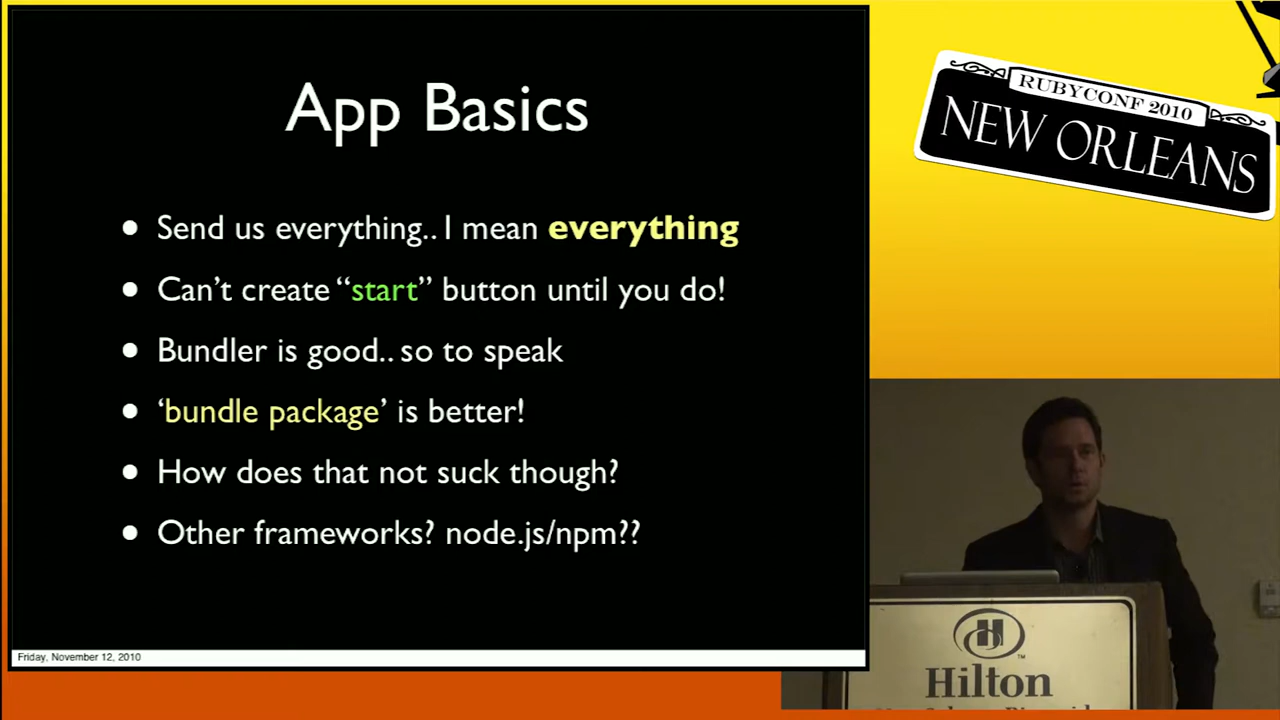 App Basics
Send us everything.. I mean everything
Can't create “start” button until you do!
Bundler is good.. so to speak
‘bundle package’ is better!
How does that not suck though?
Other frameworks? node.js/npm??
Friday, November 12, 2010
RUBYCONF 2010
NEW ORLEANS
Hilton